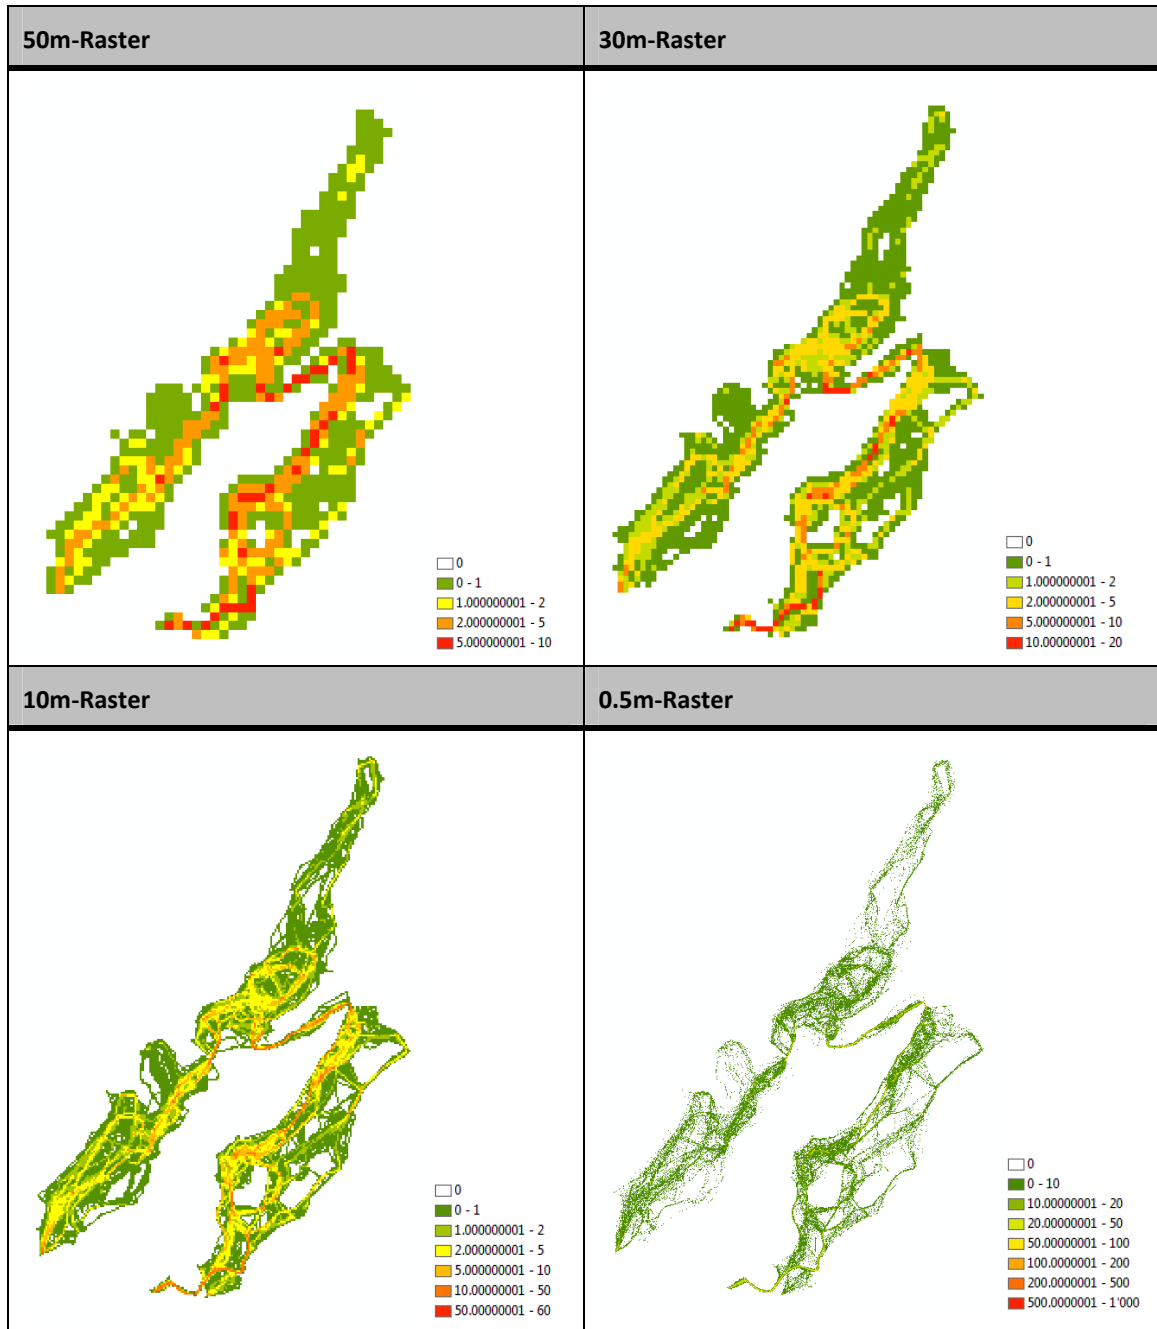 50m-Raster
30m-Raster
0
0 - 1
1.000000001 - 2
2.000000001 - 5
5.000000001 - 10
0
0 - 1
1.000000001 - 2
2.000000001 - 5
5.00000001 - 10
10.00000001 - 20
10m-Raster
0.5m-Raster
0
0 - 1
1.000000001 - 2
2.000000001 - 5
5.00000001 - 10
10.00000001 - 50
50.00000001 - 60
0
0 - 10
10.00000001 - 20
20.00000001 - 50
50.00000001 - 100
100.0000001 - 200
200.0000001 - 500
500.0000001 - 1'000